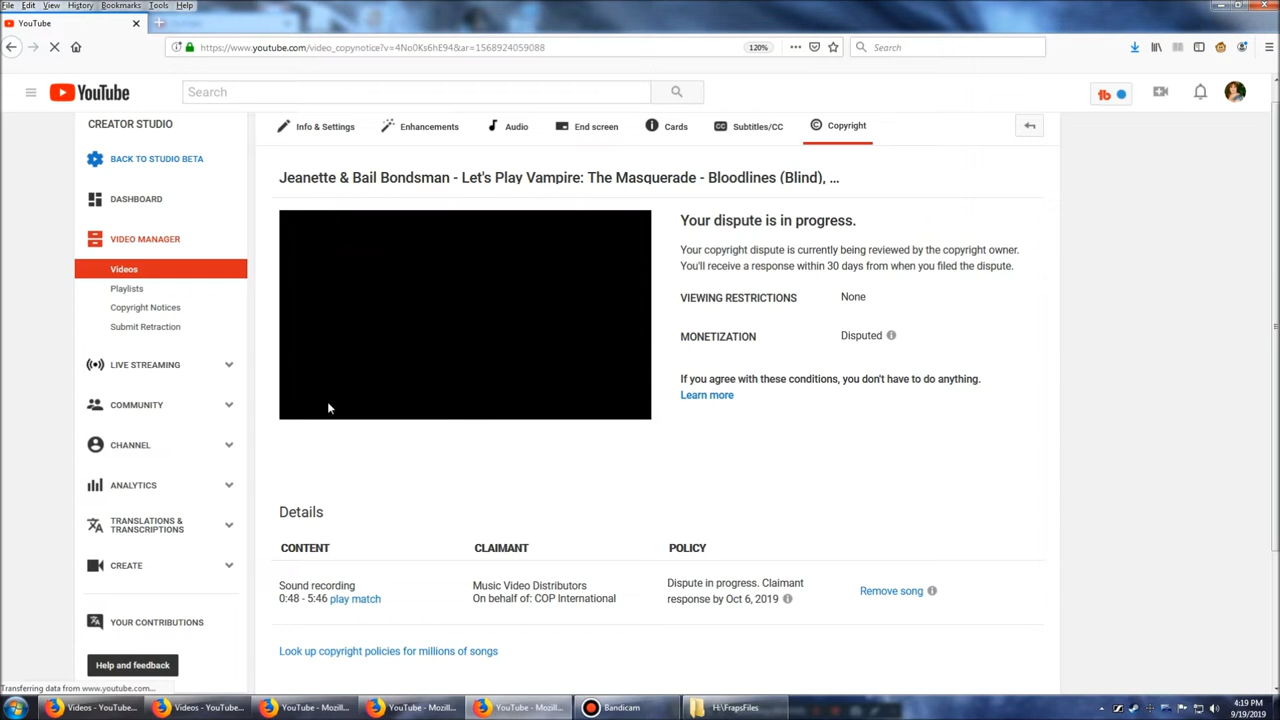 File Edit View History Bookmarks Tools Help
YouTube
https://www.youtube.com/video_copynotice?v=4No0Ks6hE94&ar=1568924059088
120%
Search
YouTube
Search
tb
CREATOR STUDIO
BACK TO STUDIO BETA
DASHBOARD
VIDEO MANAGER
Videos
Playlists
Copyright Notices
Submit Retraction
LIVE STREAMING
COMMUNITY
CHANNEL
ANALYTICS
TRANSLATIONS &
TRANSCRIPTIONS
CREATE
YOUR CONTRIBUTIONS
Help and feedback
Info & Settings
Enhancements
Audio
End screen
Cards
CC Subtitles/CC
© Copyright
Jeanette & Bail Bondsman - Let's Play Vampire: The Masquerade - Bloodlines (Blind), ...
Your dispute is in progress.
Your copyright dispute is currently being reviewed by the copyright owner.
You'll receive a response within 30 days from when you filed the dispute.
VIEWING RESTRICTIONS None
MONETIZATION Disputed
If you agree with these conditions, you don't have to do anything.
Learn more
Details
CONTENT CLAIMANT POLICY
Sound recording
0:48 - 5:46 play match
Music Video Distributors
On behalf of: COP International
Dispute in progress. Claimant
response by Oct 6, 2019
Remove song
Look up copyright policies for millions of songs
Transferring data from www.youtube.com...
Videos - YouTube...
Videos - YouTube...
YouTube - Mozill...
YouTube - Mozill...
YouTube - Mozill...
Bandicam
H:\FrapsFiles
4:19 PM
9/19/2019